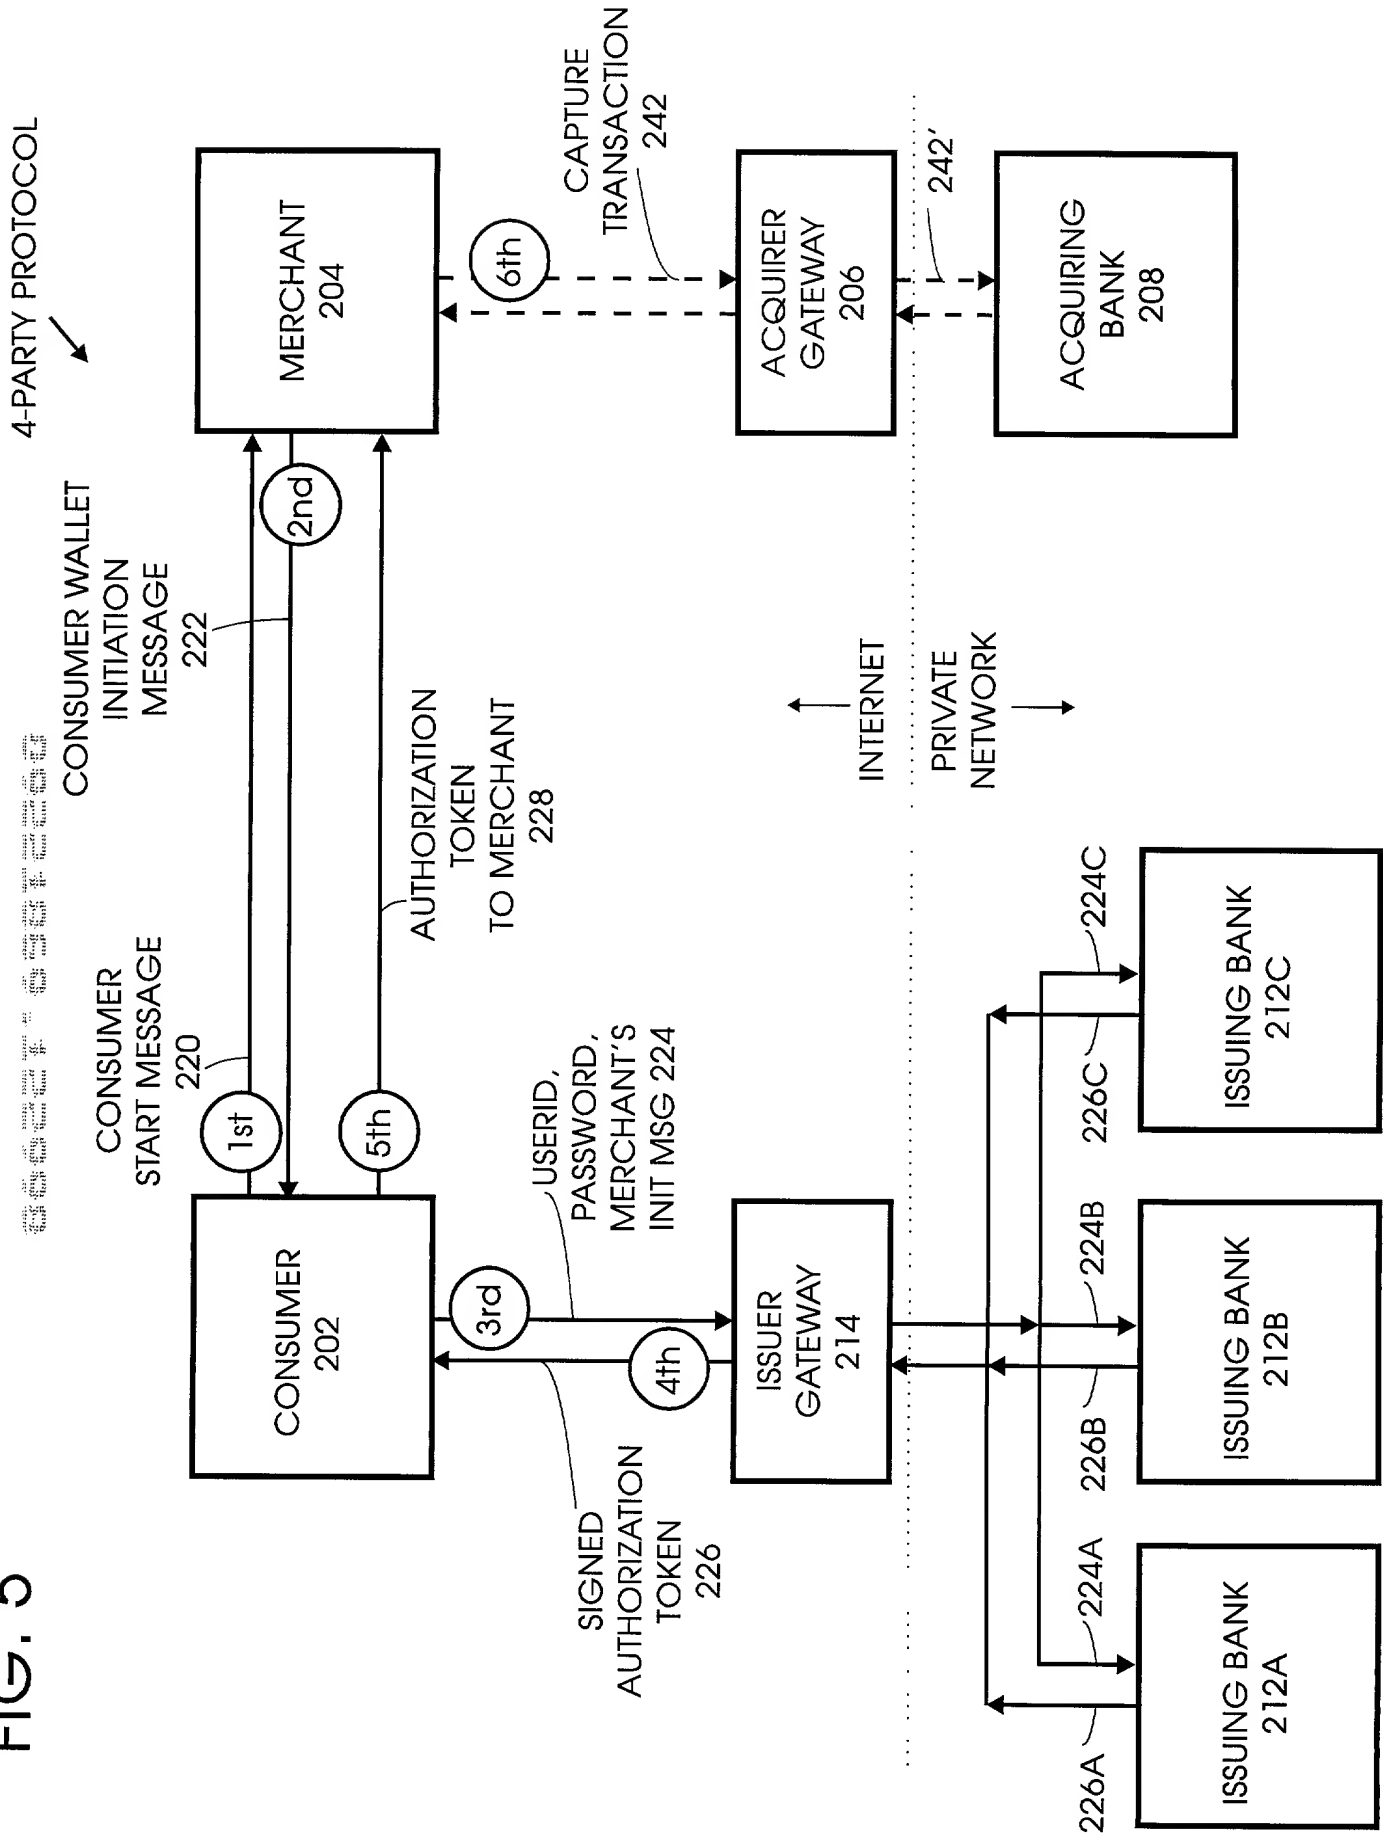 FIG. 5
4-PARTY PROTOCOL
CONSUMER
START MESSAGE
220
CONSUMER WALLET
INITIATION
MESSAGE
222
1st
2nd
CONSUMER
202
MERCHANT
204
5th
AUTHORIZATION
TOKEN
TO MERCHANT
228
3rd
USERID,
PASSWORD,
MERCHANT'S
INIT MSG 224
4th
SIGNED
AUTHORIZATION
TOKEN
226
6th
CAPTURE
TRANSACTION
242
ISSUER
GATEWAY
214
ACQUIRER
GATEWAY
206
INTERNET
PRIVATE
NETWORK
242'
226A
224A
226B
224B
226C
224C
ISSUING BANK
212A
ISSUING BANK
212B
ISSUING BANK
212C
ACQUIRING
BANK
208